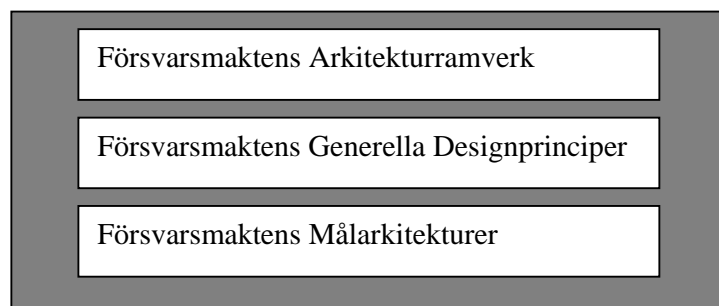 Försvarsmaktens Arkitekturramverk
Försvarsmaktens Generella Designprinciper
Försvarsmaktens Målarkitekturer